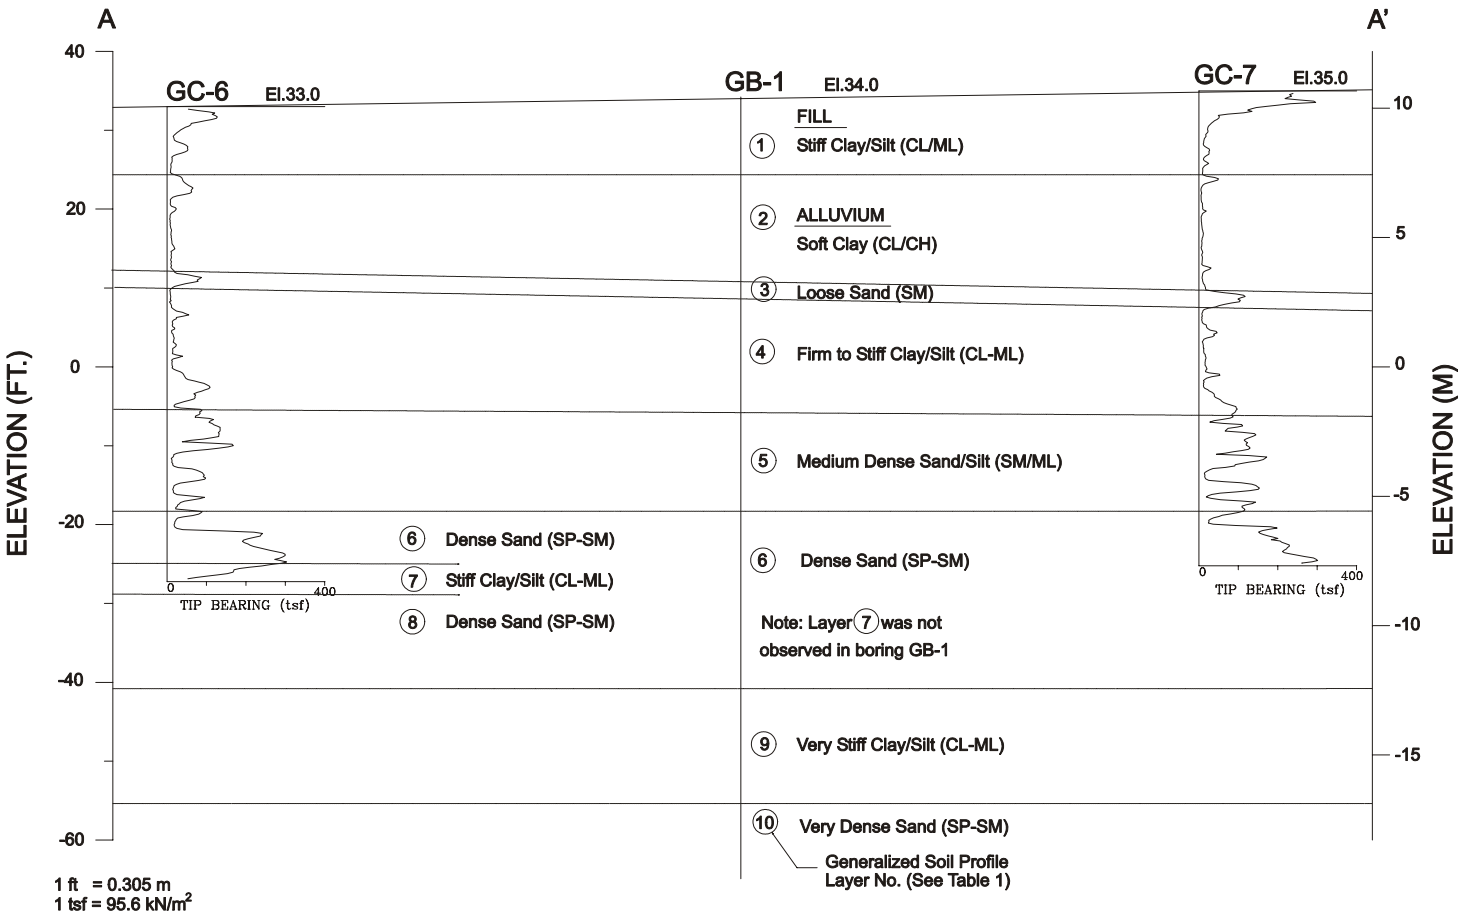 A
A'
40
GC-6
El.33.0
GB-1
El.34.0
GC-7
El.35.0
10
FILL
1
Stiff Clay/Silt (CL/ML)
20
2
ALLUVIUM
5
Soft Clay (CL/CH)
3
Loose Sand (SM)
4
Firm to Stiff Clay/Silt (CL-ML)
0
0
ELEVATION (FT.)
ELEVATION (M)
5
Medium Dense Sand/Silt (SM/ML)
-5
-20
6
Dense Sand (SP-SM)
6
Dense Sand (SP-SM)
7
Stiff Clay/Silt (CL-ML)
0
400
TIP BEARING (tsf)
0
400
TIP BEARING (tsf)
8
Dense Sand (SP-SM)
Note: Layer 7 was not
observed in boring GB-1
-10
-40
9
Very Stiff Clay/Silt (CL-ML)
-15
10
Very Dense Sand (SP-SM)
-60
Generalized Soil Profile
Layer No. (See Table 1)
1 ft = 0.305 m
1 tsf = 95.6 kN/m²